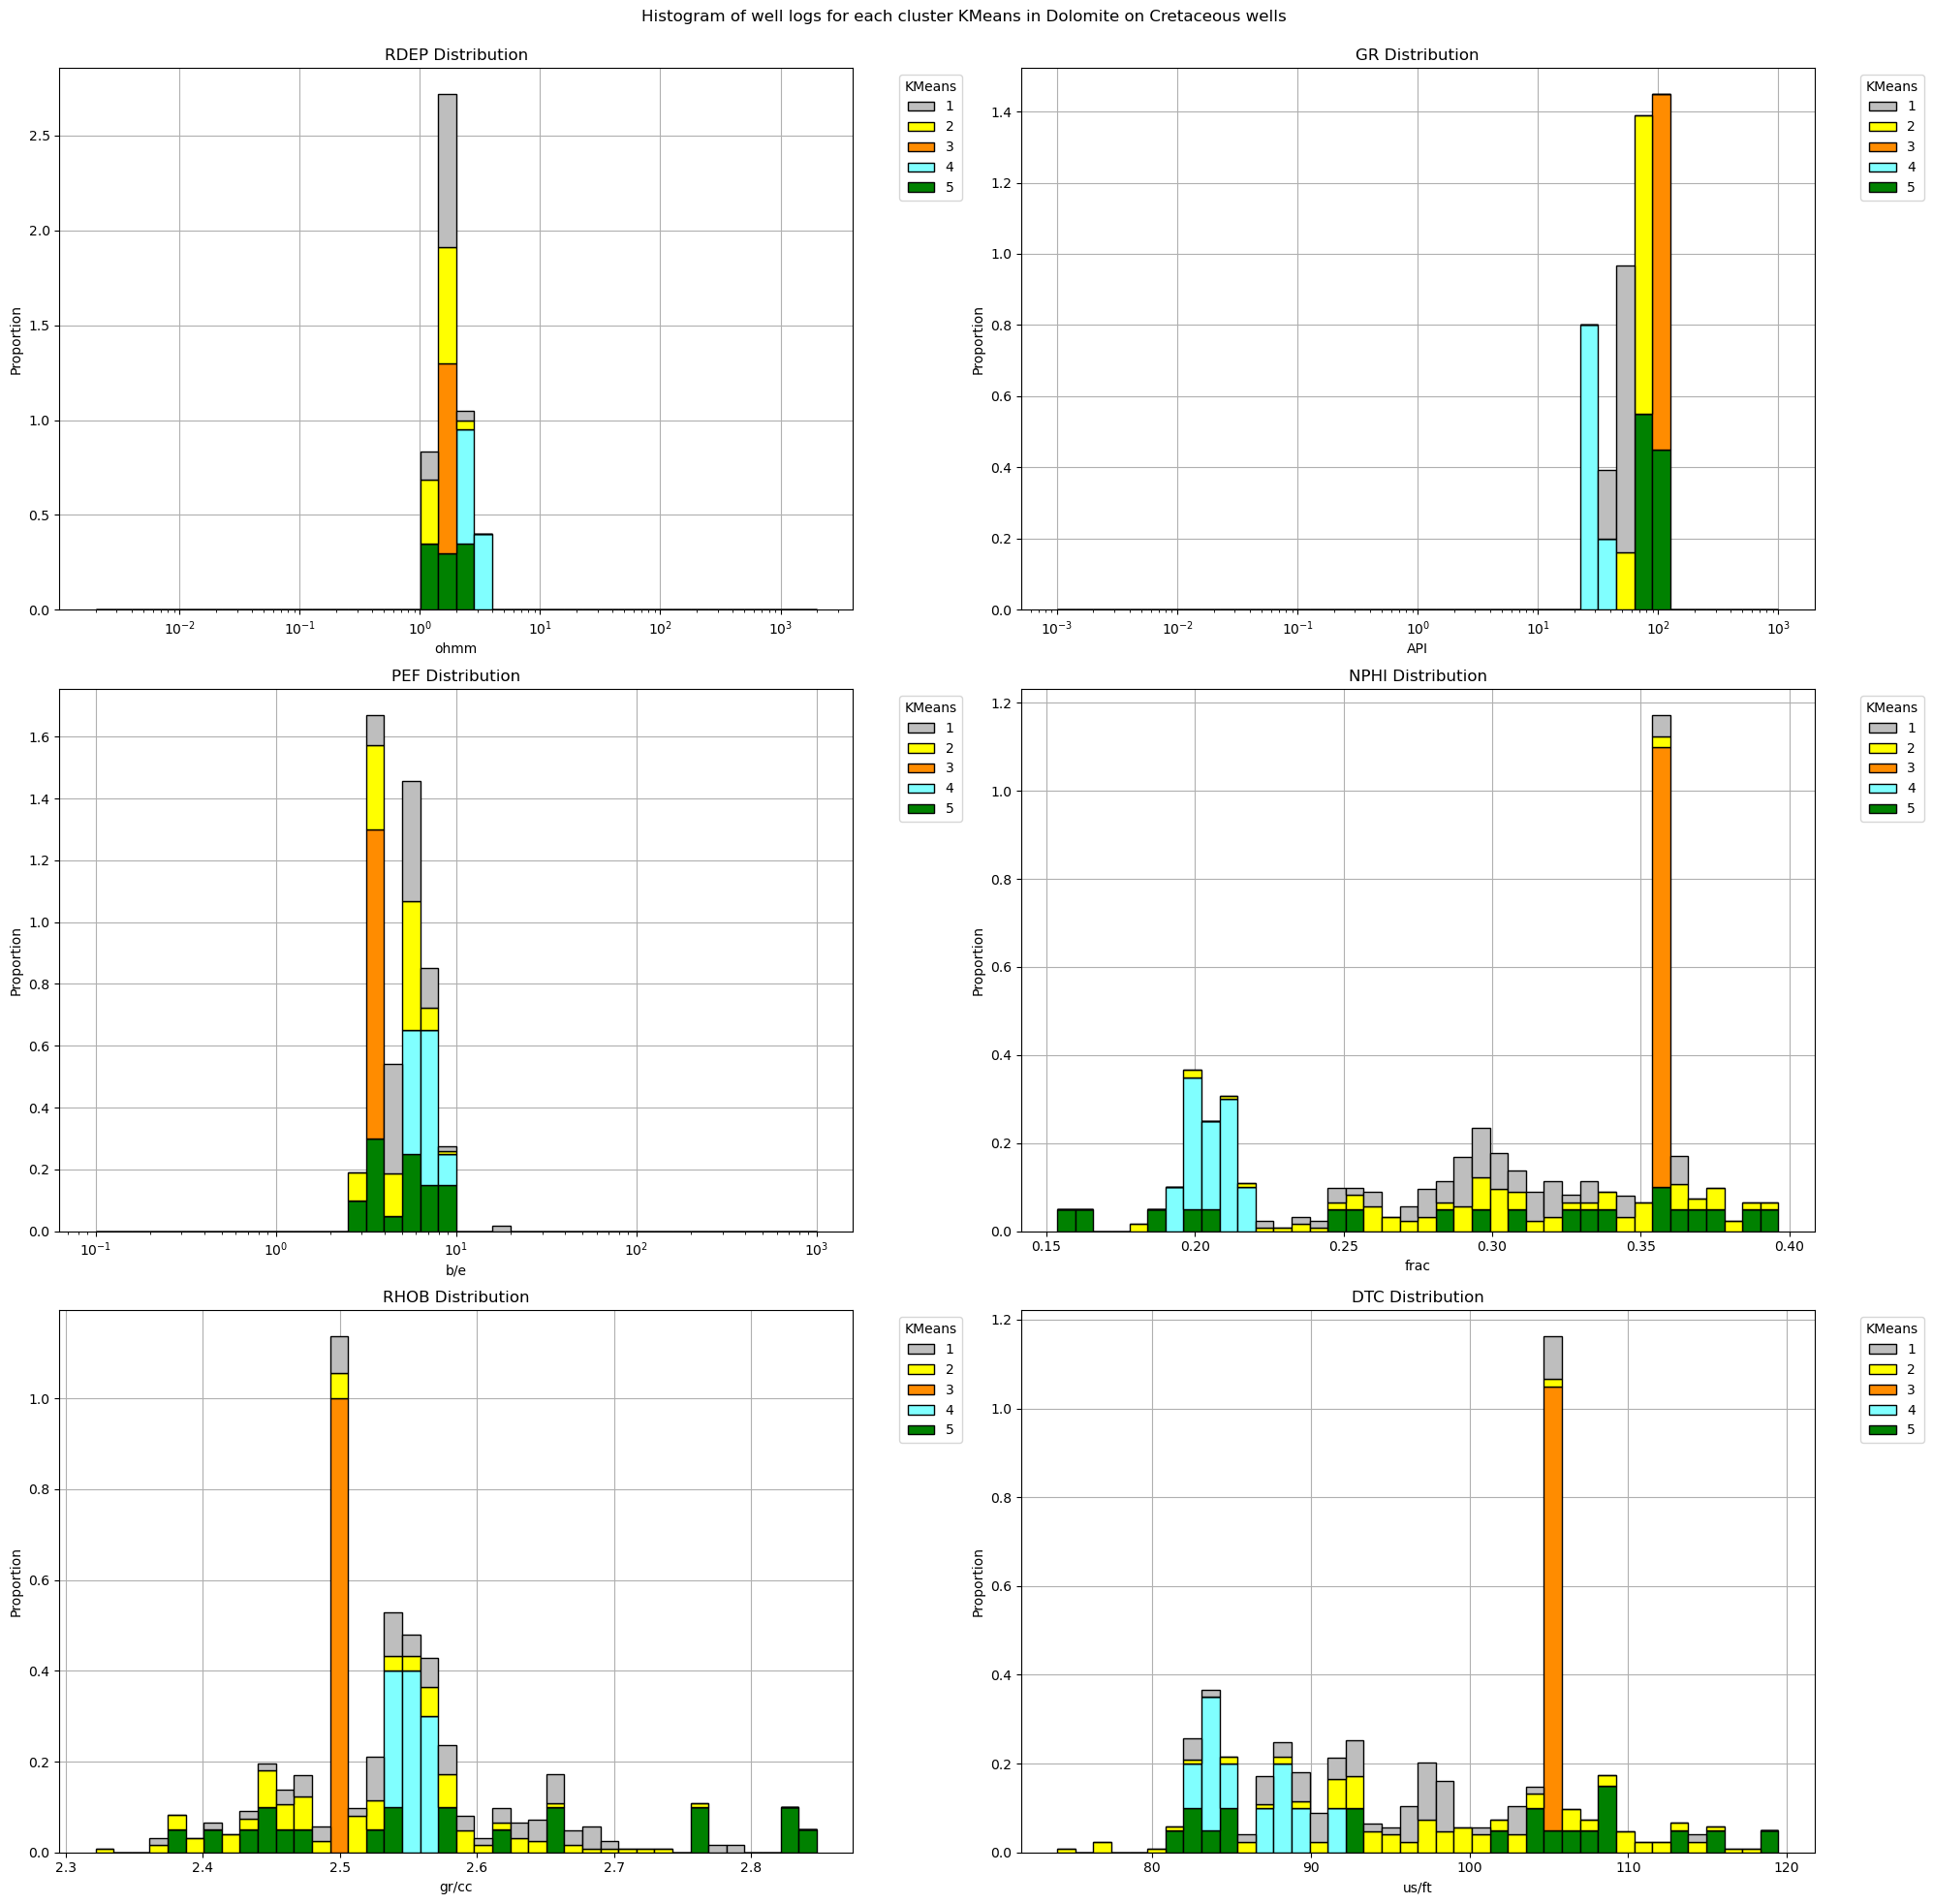 Histogram of well logs for each cluster KMeans in Dolomite on Cretaceous wells
RDEP Distribution
Proportion
2.5
2.0
1.5
1.0
0.5
0.0
10⁻² 10⁻¹ 10⁰ 10¹ 10² 10³
ohmm
KMeans
1
2
3
4
5
GR Distribution
Proportion
1.4
1.2
1.0
0.8
0.6
0.4
0.2
0.0
10⁻³ 10⁻² 10⁻¹ 10⁰ 10¹ 10² 10³
API
KMeans
1
2
3
4
5
PEF Distribution
Proportion
1.6
1.4
1.2
1.0
0.8
0.6
0.4
0.2
0.0
10⁻¹ 10⁰ 10¹ 10² 10³
b/e
KMeans
1
2
3
4
5
NPHI Distribution
Proportion
1.2
1.0
0.8
0.6
0.4
0.2
0.0
0.15 0.20 0.25 0.30 0.35 0.40
frac
KMeans
1
2
3
4
5
RHOB Distribution
Proportion
1.0
0.8
0.6
0.4
0.2
0.0
2.3 2.4 2.5 2.6 2.7 2.8
gr/cc
KMeans
1
2
3
4
5
DTC Distribution
Proportion
1.2
1.0
0.8
0.6
0.4
0.2
0.0
80 90 100 110 120
us/ft
KMeans
1
2
3
4
5